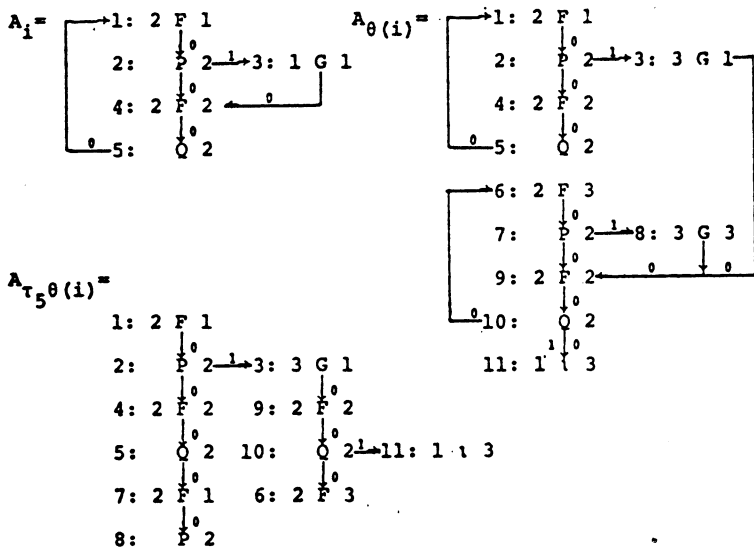 A_i=
1: 2 F 1
0
2: P 2 1 3: 1 G 1
0 0
4: 2 F 2
0
0 5: Q 2
A_θ(i)=
1: 2 F 1
0
2: P 2 1 3: 3 G 1
0
4: 2 F 2
0
0 5: Q 2
6: 2 F 3
0
7: P 2 1 8: 3 G 3
0
9: 2 F 2 0 0
0
0 10: Q 2
1 0
11: 1 ι 3
A_τ5θ(i)=
1: 2 F 1
0
2: P 2 1 3: 3 G 1
0 0
4: 2 F 2 9: 2 F 2
0 0
5: Q 2 10: Q 2 1 11: 1 ι 3
0 0
7: 2 F 1 6: 2 F 3
0
8: P 2